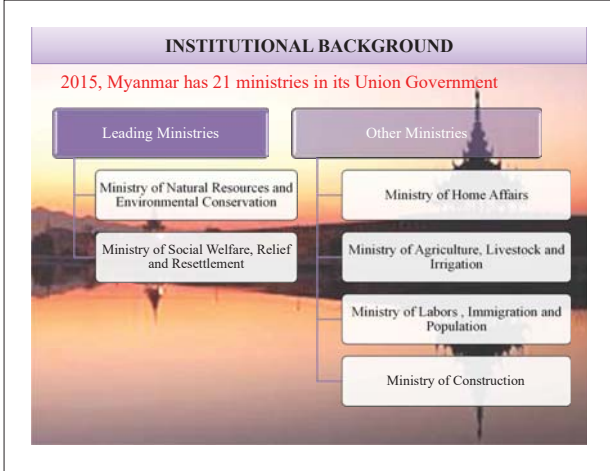 INSTITUTIONAL BACKGROUND
2015, Myanmar has 21 ministries in its Union Government
Leading Ministries
Ministry of Natural Resources and
Environmental Conservation
Ministry of Social Welfare, Relief
and Resettlement
Other Ministries
Ministry of Home Affairs
Ministry of Agriculture, Livestock and
Irrigation
Ministry of Labors , Immigration and
Population
Ministry of Construction